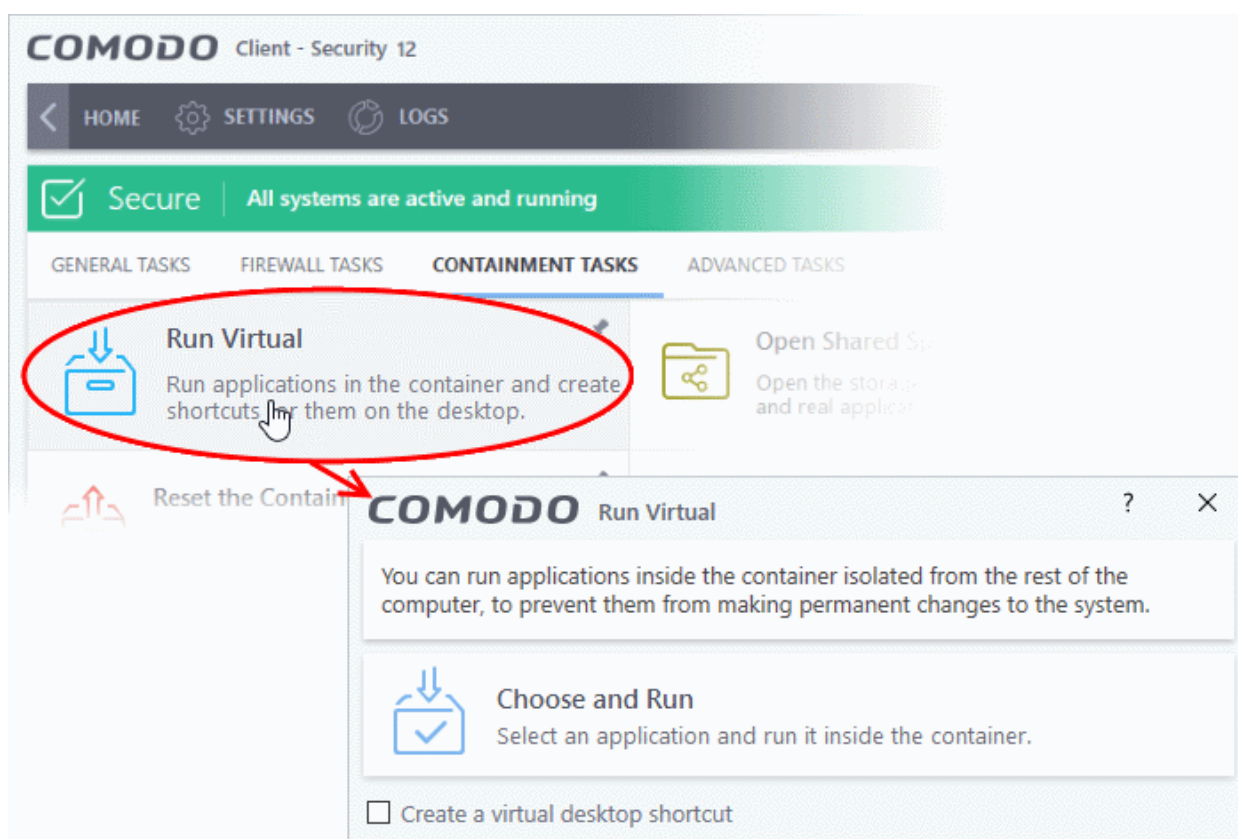 COMODO Client - Security 12
HOME SETTINGS LOGS
Secure All systems are active and running
GENERAL TASKS FIREWALL TASKS CONTAINMENT TASKS ADVANCED TASKS
Run Virtual
Run applications in the container and create
shortcuts for them on the desktop.
Open Shared
Open the
and real
Reset the
COMODO Run Virtual ?
You can run applications inside the container isolated from the rest of the
computer, to prevent them from making permanent changes to the system.
Choose and Run
Select an application and run it inside the container.
Create a virtual desktop shortcut